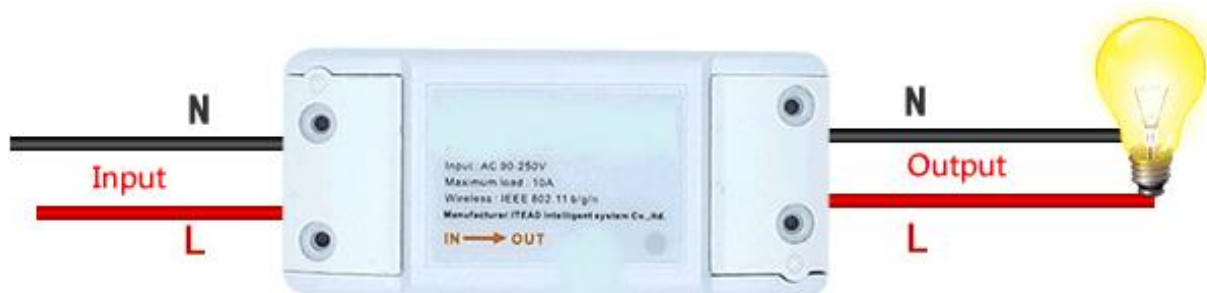 N
N
Input
Output
L
L
Input : AC 90-250V
Maximum load : 10A
Wireless : IEEE 802.11 b/g/n
Manufacturer ITEAD Intelligent system Co.,ltd.
IN → OUT